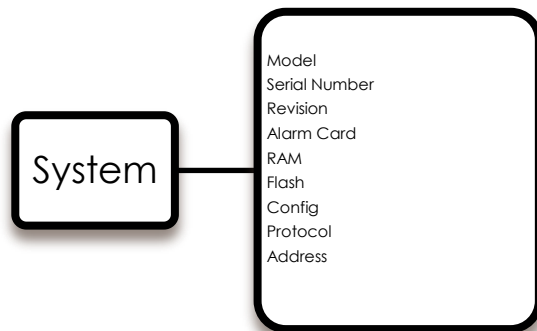 System
Model
Serial Number
Revision
Alarm Card
RAM
Flash
Config
Protocol
Address